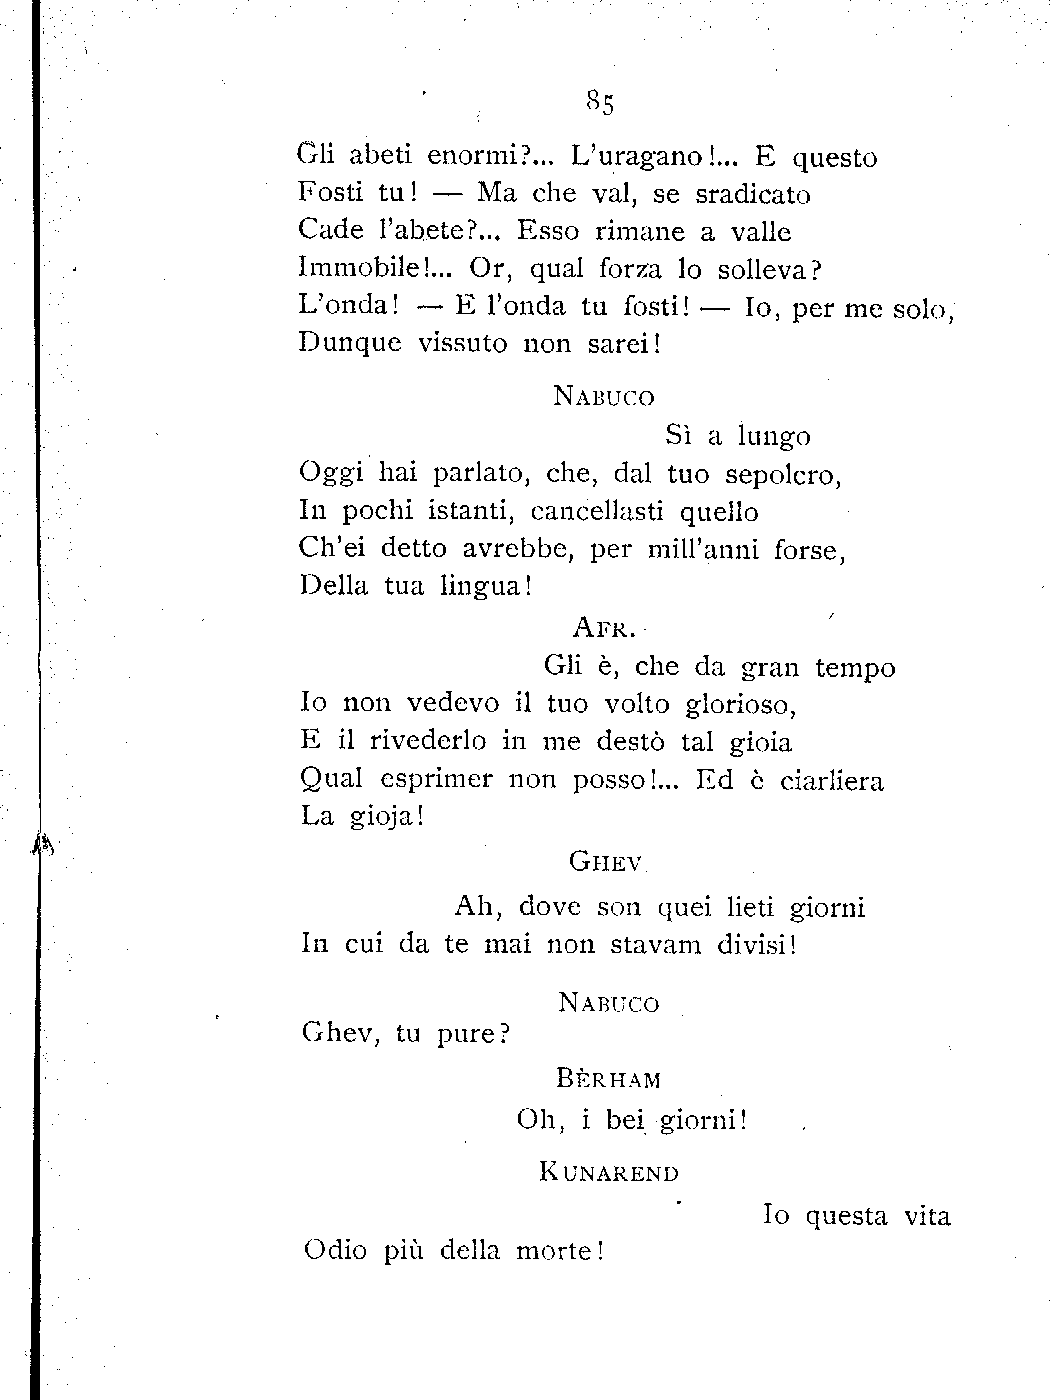 85
Gli abeti enormi?... L'uragano!... E questo
Fosti tu! — Ma che val, se sradicato
Cade l'abete?... Esso rimane a valle
Immobile!... Or, qual forza lo solleva?
L'onda! — E l'onda tu fosti! — Io, per me solo,
Dunque vissuto non sarei!
NABUCO
Sì a lungo
Oggi hai parlato, che, dal tuo sepolcro,
In pochi istanti, cancellasti quello
Ch'ei detto avrebbe, per mill'anni forse,
Della tua lingua!
AFR.
Gli è, che da gran tempo
Io non vedevo il tuo volto glorioso,
E il rivederlo in me destò tal gioia
Qual esprimer non posso!... Ed è ciarliera
La gioja!
GHEV
Ah, dove son quei lieti giorni
In cui da te mai non stavam divisi!
NABUCO
Ghev, tu pure?
BÈRHAM
Oh, i bei giorni!
KUNAREND
Io questa vita
Odio più della morte!